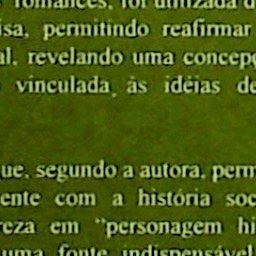 romances, foi utilizada
isa, permitindo reafirmar
al, revelando uma concep
vinculada às idéias de
ue, segundo a autora, perm
ente com a história soc
reza em "personagem hi
uma fonte indispensável